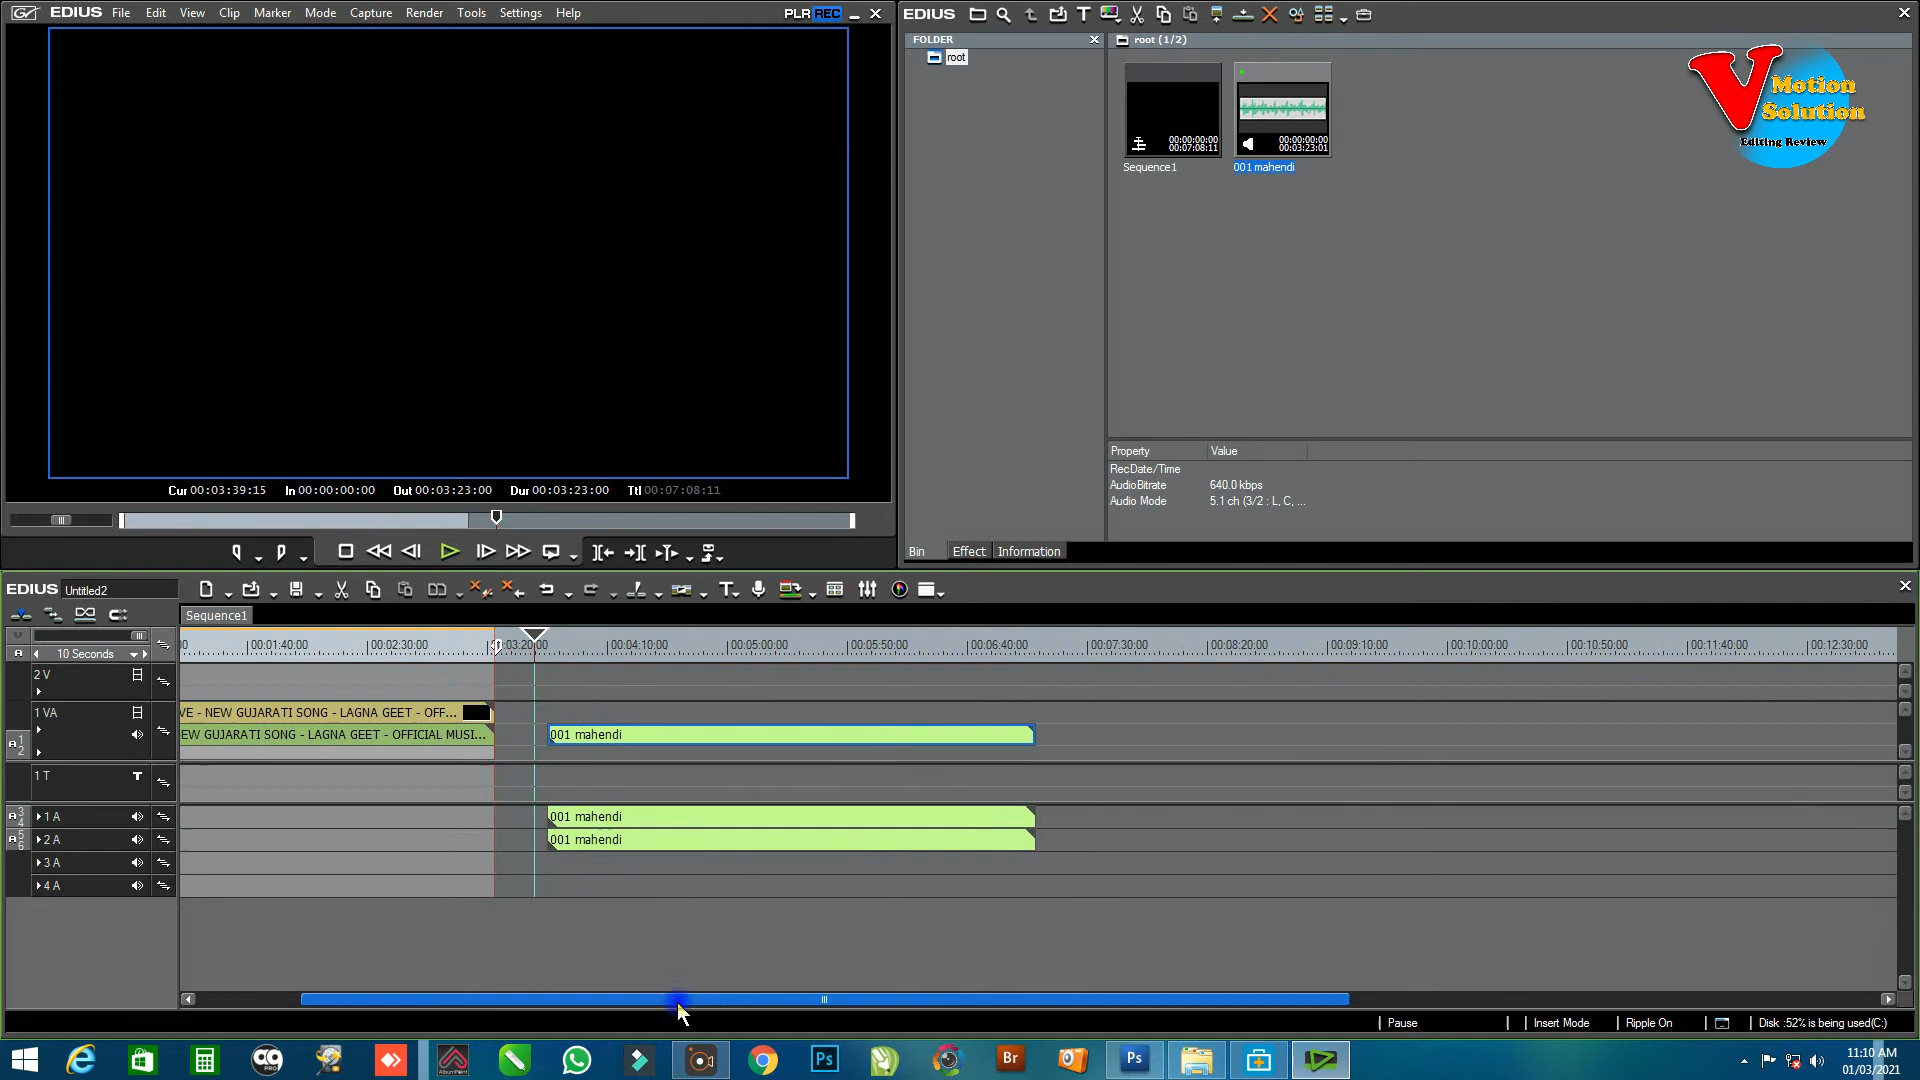 EDIUS File Edit View Clip Marker Mode Capture Render Tools Settings Help PLR REC
Cur 00:03:39:15 In 00:00:00:00 Out 00:03:23:00 Dur 00:03:23:00 Ttl 00:07:08:11
EDIUS
FOLDER
root
root (1/2)
00:00:00:00
00:07:08:11
Sequence1
00:00:00:00
00:03:23:01
001 mahendi
V Motion
Solution
Editing Review
Property Value
RecDate/Time
AudioBitrate 640.0 kbps
Audio Mode 5.1 ch (3/2 : L, C, ...
Bin Effect Information
EDIUS Untitled2
Sequence1
10 Seconds
00:01:40:00 00:02:30:00 :03:20:00 00:04:10:00 00:05:00:00 00:05:50:00 00:06:40:00 00:07:30:00 00:08:20:00 00:09:10:00 00:10:00:00 00:10:50:00 00:11:40:00 00:12:30:00
2 V
1 VA
VE - NEW GUJARATI SONG - LAGNA GEET - OFF...
EW GUJARATI SONG - LAGNA GEET - OFFICIAL MUSI...
001 mahendi
1 T T
1 A 001 mahendi
2 A 001 mahendi
3 A
4 A
Pause Insert Mode Ripple On Disk :52% is being used(C:)
PRO
Ps
Br
Ps
11:10 AM
01/03/2021